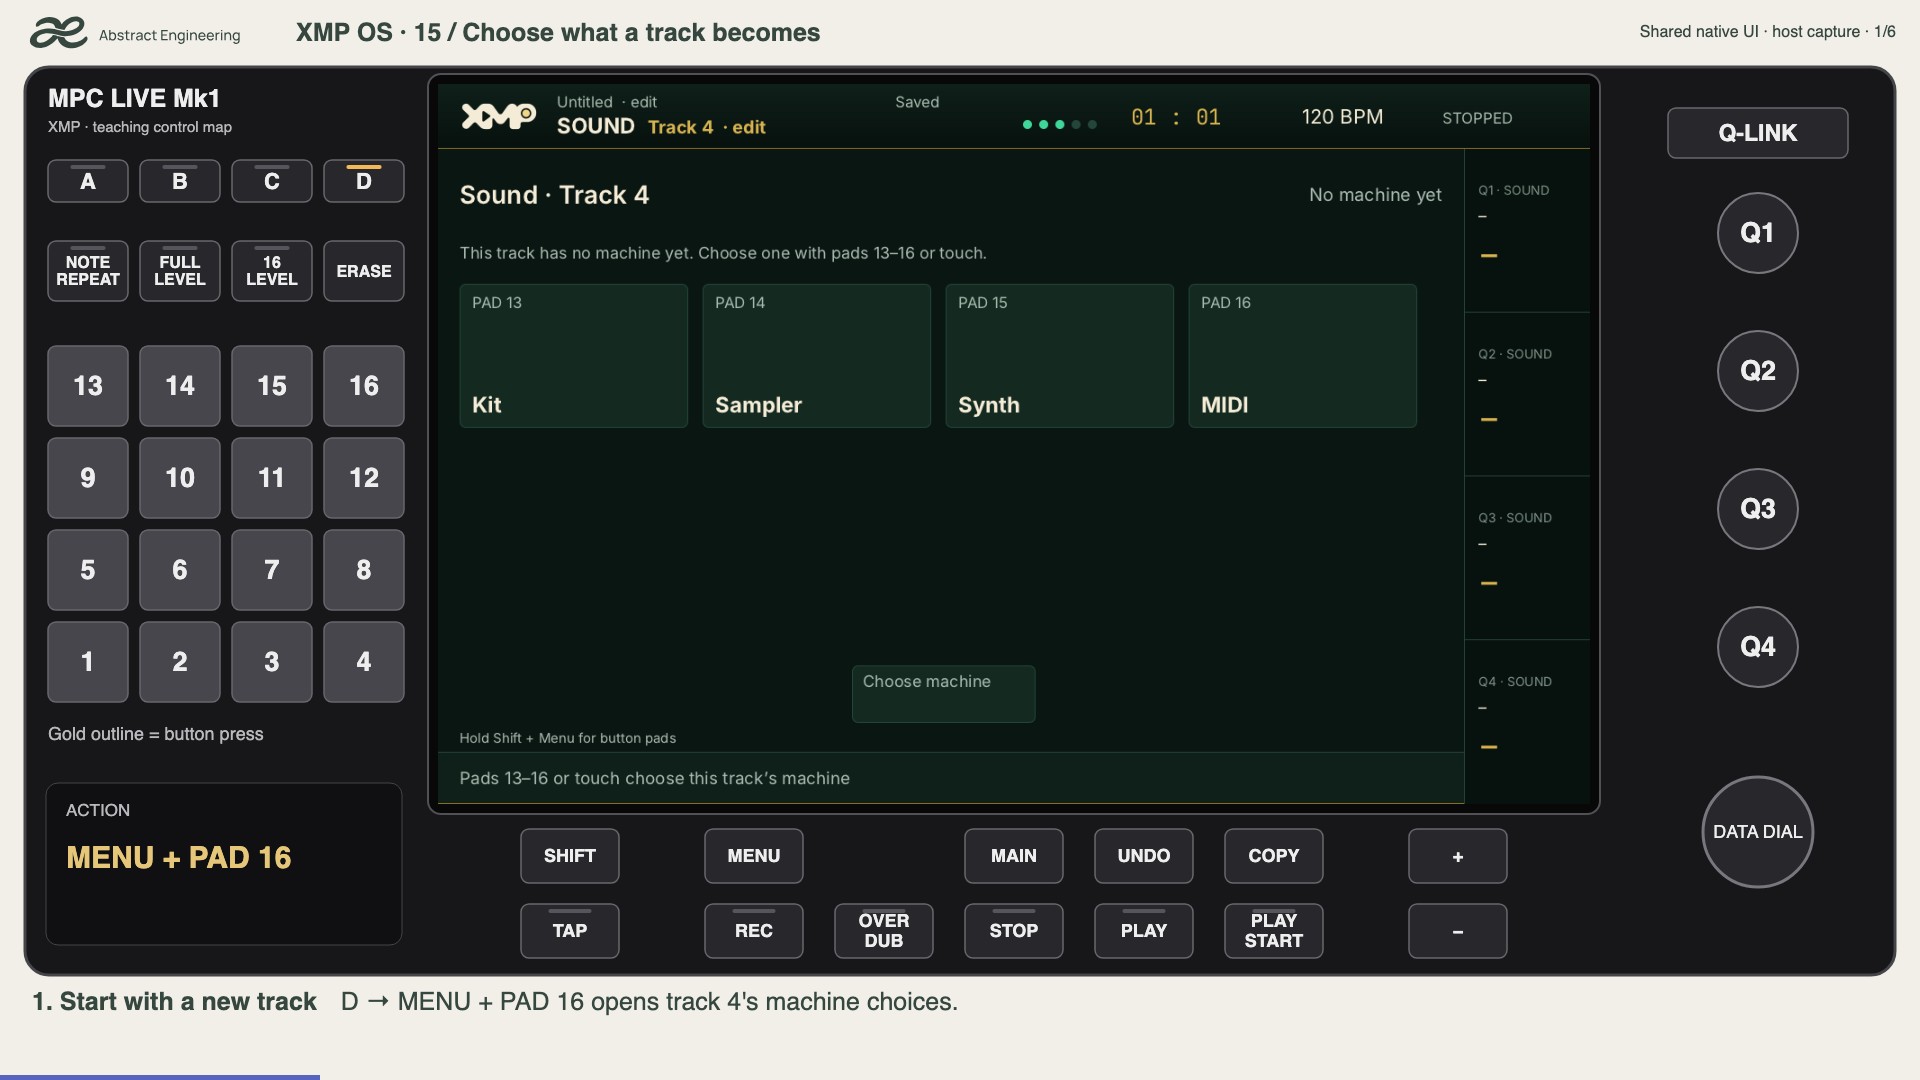 Abstract Engineering
XMP OS · 15 / Choose what a track becomes
Shared native UI · host capture · 1/6
MPC LIVE Mk1
XMP · teaching control map
A
B
C
D
NOTE REPEAT
FULL LEVEL
16 LEVEL
ERASE
13
14
15
16
9
10
11
12
5
6
7
8
1
2
3
4
Gold outline = button press
ACTION
MENU + PAD 16
XMP
Untitled · edit
Saved
SOUND Track 4 · edit
01 : 01
120 BPM
STOPPED
Sound · Track 4
No machine yet
This track has no machine yet. Choose one with pads 13–16 or touch.
PAD 13
Kit
PAD 14
Sampler
PAD 15
Synth
PAD 16
MIDI
Choose machine
Hold Shift + Menu for button pads
Pads 13–16 or touch choose this track’s machine
Q1 · SOUND
–
–
Q2 · SOUND
–
–
Q3 · SOUND
–
–
Q4 · SOUND
–
–
Q-LINK
Q1
Q2
Q3
Q4
DATA DIAL
SHIFT
MENU
MAIN
UNDO
COPY
+
TAP
REC
OVER DUB
STOP
PLAY
PLAY START
–
1. Start with a new track D → MENU + PAD 16 opens track 4's machine choices.